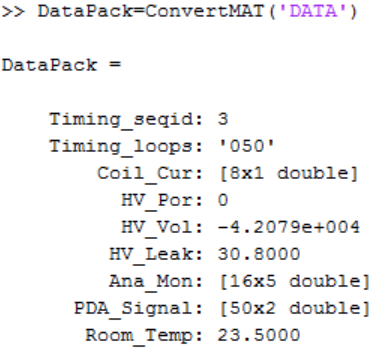 >> DataPack=ConvertMAT('DATA')
DataPack =
Timing_seqid: 3
Timing_loops: '050'
Coil_Cur: [8x1 double]
HV_Por: 0
HV_Vol: -4.2079e+004
HV_Leak: 30.8000
Ana_Mon: [16x5 double]
PDA_Signal: [50x2 double]
Room_Temp: 23.5000